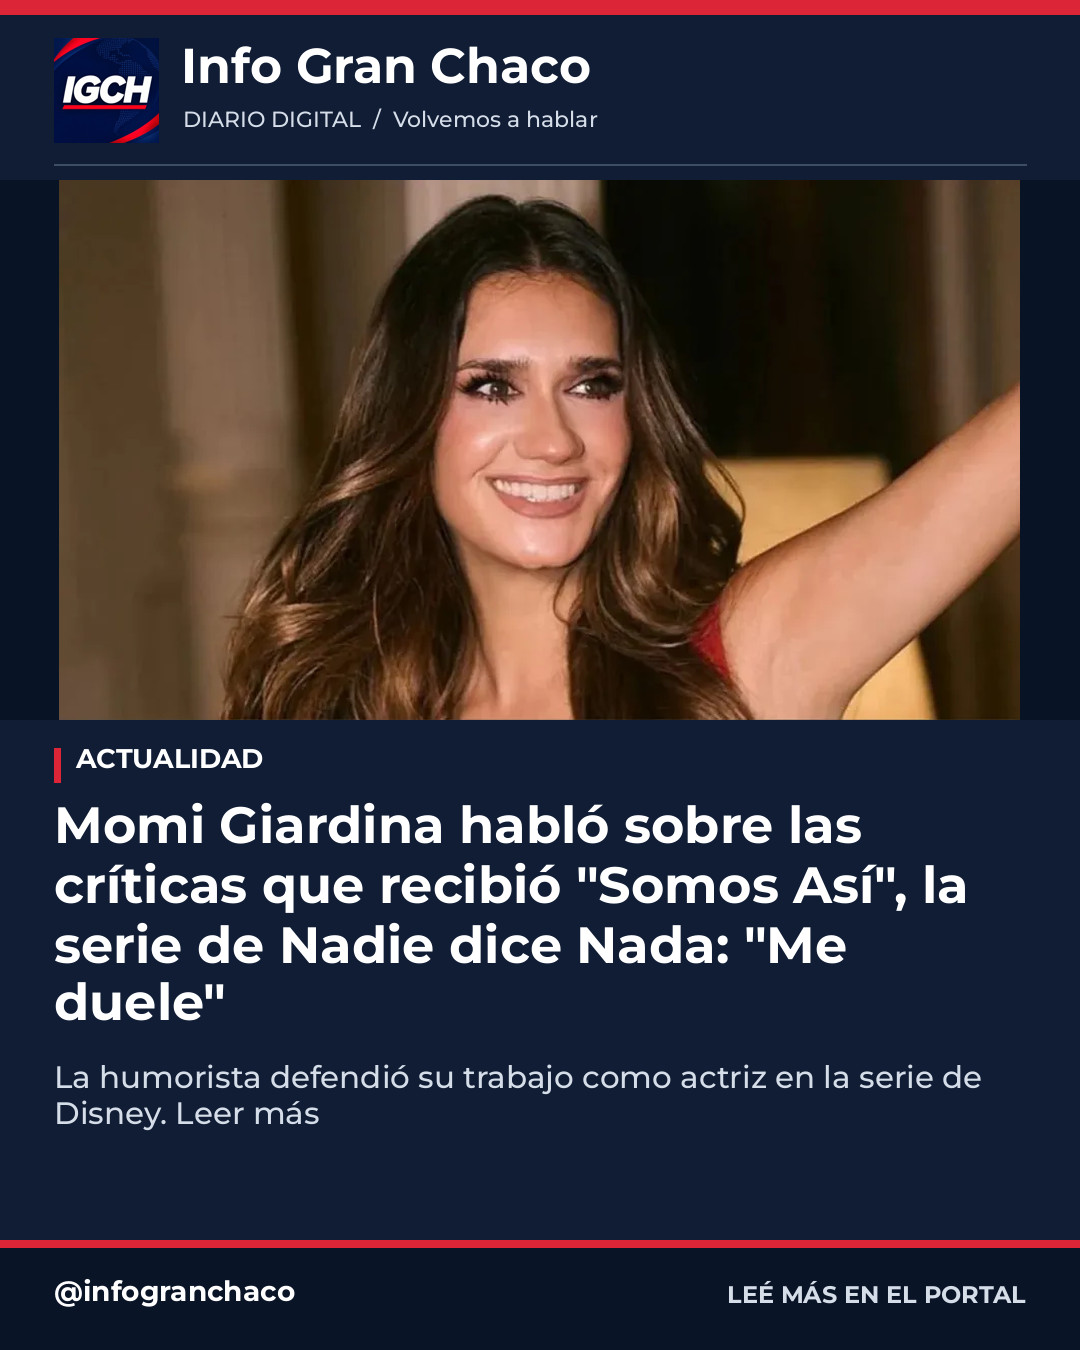 IGCH
Info Gran Chaco
DIARIO DIGITAL / Volvemos a hablar
ACTUALIDAD
Momi Giardina habló sobre las
críticas que recibió "Somos Así", la
serie de Nadie dice Nada: "Me
duele"
La humorista defendió su trabajo como actriz en la serie de
Disney. Leer más
@infogranchaco
LEÉ MÁS EN EL PORTAL